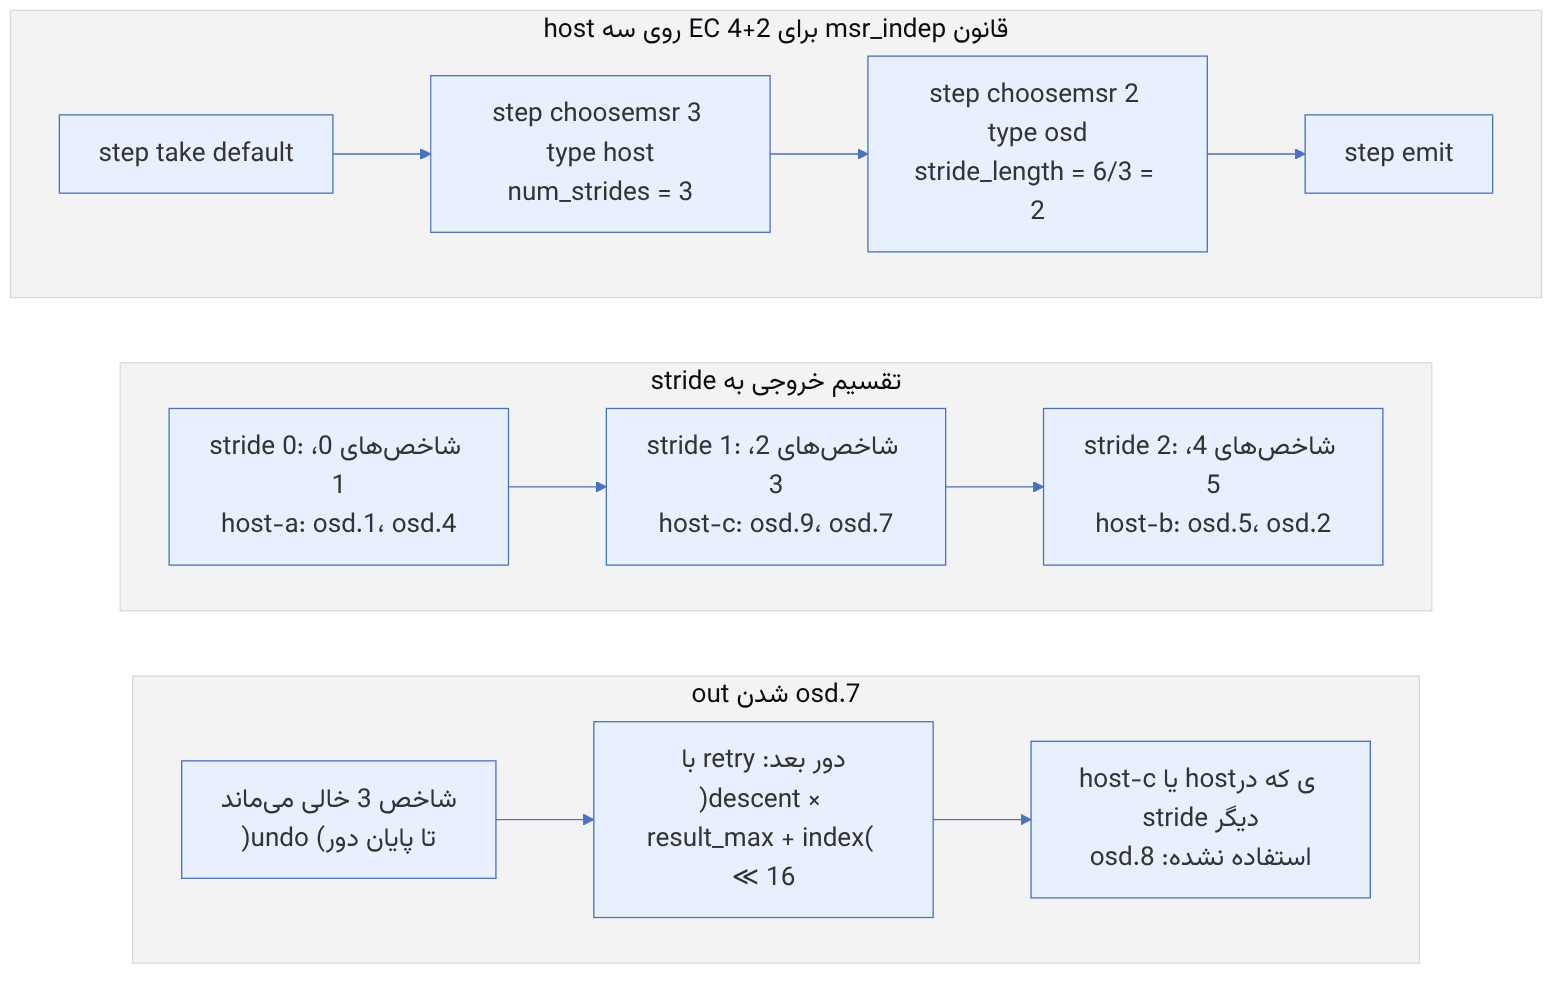 قانون msr_indep برای EC 4+2 روی سه host
step take default
step choosemsr 3
type host
num_strides = 3
step choosemsr 2
type osd
stride_length = 6/3 =
2
step emit
تقسیم خروجی به stride
stride 0: شاخص‌های 0،
1
host-a: osd.1، osd.4
stride 1: شاخص‌های 2،
3
host-c: osd.9، osd.7
stride 2: شاخص‌های 4،
5
host-b: osd.5، osd.2
osd.7 شدن out
شاخص 3 خالی می‌ماند
تا پایان دور) undo(
دور بعد: retry با
)descent ×
result_max + index(
≪ 16
host-c یا hostی که در
stride دیگر
استفاده نشده: osd.8